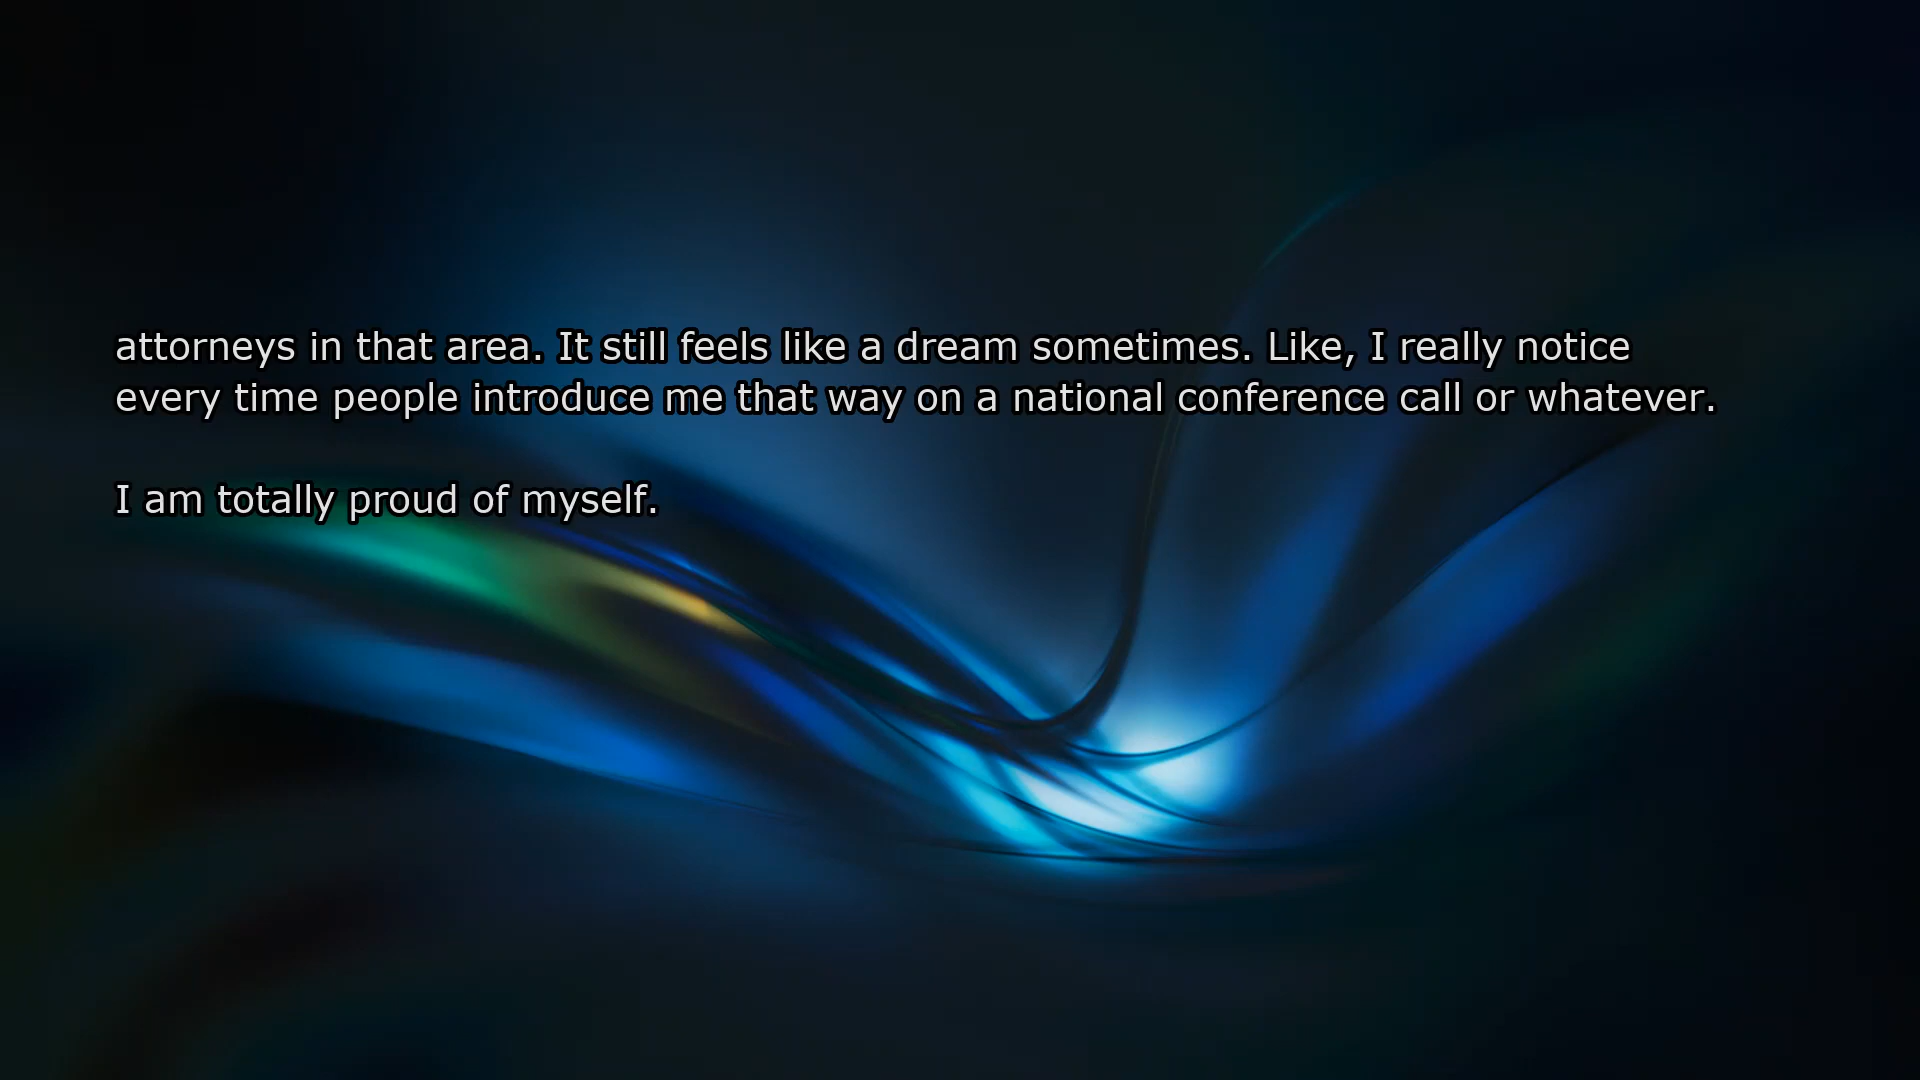 attorneys in that area. It still feels like a dream sometimes. Like, I really notice
every time people introduce me that way on a national conference call or whatever.
I am totally proud of myself.